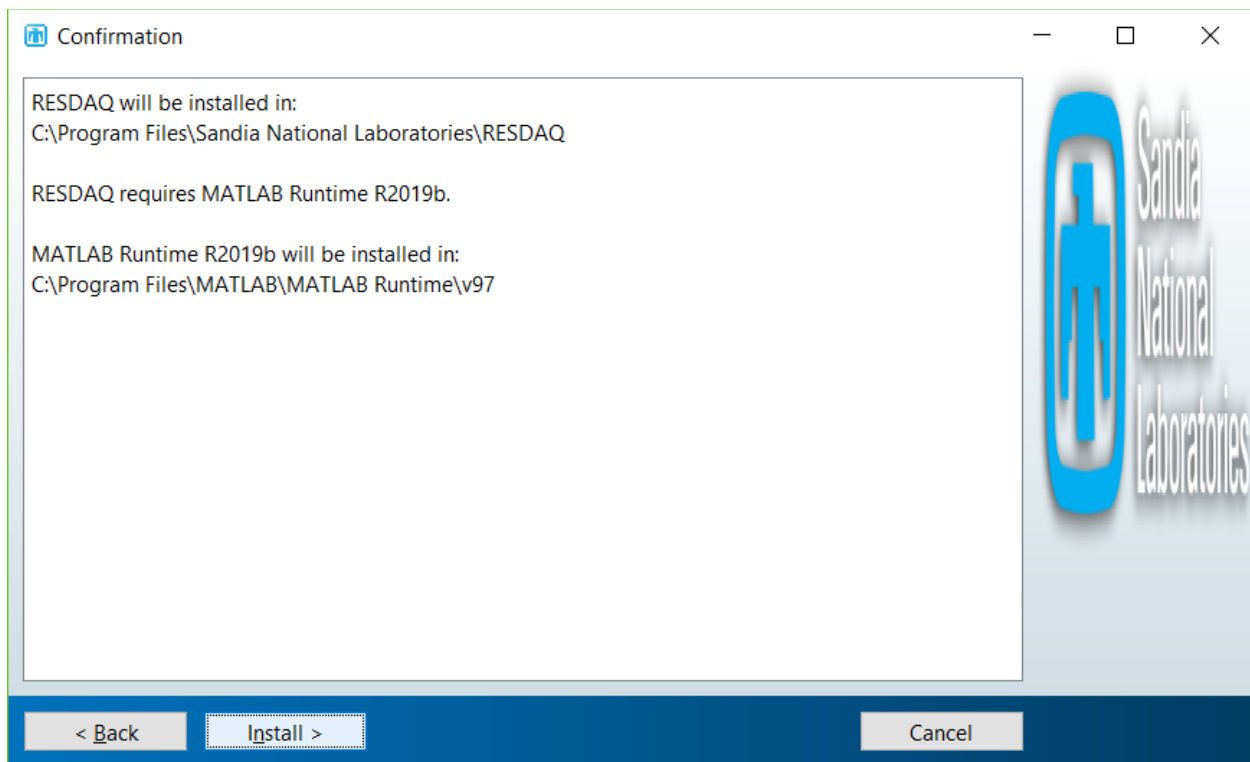 Confirmation
RESDAQ will be installed in:
C:\Program Files\Sandia National Laboratories\RESDAQ
RESDAQ requires MATLAB Runtime R2019b.
MATLAB Runtime R2019b will be installed in:
C:\Program Files\MATLAB\MATLAB Runtime\v97
Sandia
National
Laboratories
< Back
Install >
Cancel